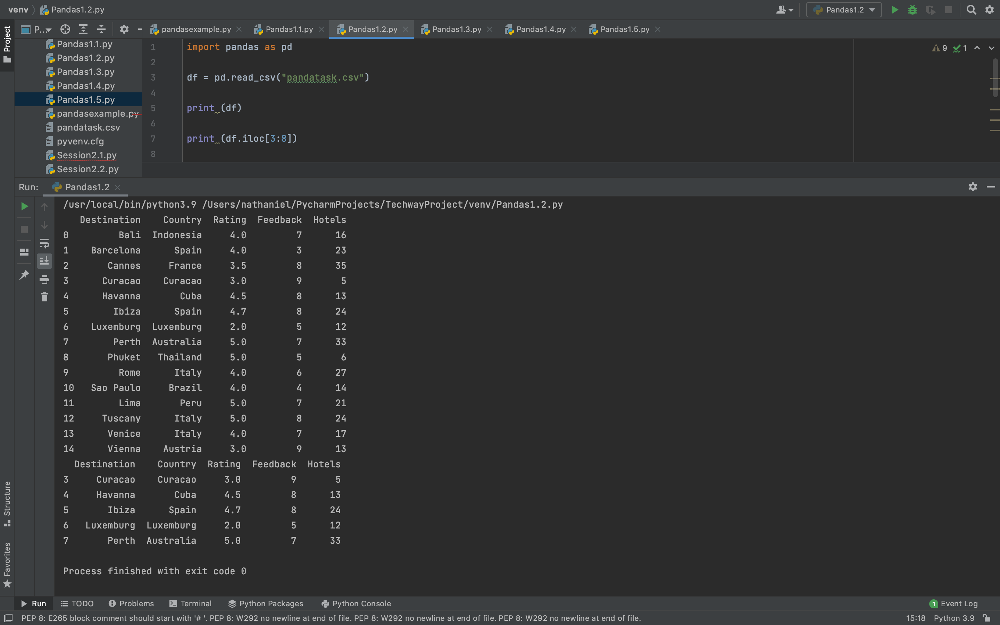 venv Pandas1.2.py Pandas1.2
Project P... pandasexample.py Pandas1.1.py Pandas1.2.py Pandas1.3.py Pandas1.4.py Pandas1.5.py
Pandas1.1.py
Pandas1.2.py
Pandas1.3.py
Pandas1.4.py
Pandas1.5.py
pandasexample.py
pandatask.csv
pyvenv.cfg
Session2.1.py
Session2.2.py
1 import pandas as pd 9 1
2
3 df = pd.read_csv("pandatask.csv")
4
5 print (df)
6
7 print (df.iloc[3:8])
8
Run: Pandas1.2
/usr/local/bin/python3.9 /Users/nathaniel/PycharmProjects/TechwayProject/venv/Pandas1.2.py
Destination Country Rating Feedback Hotels
0 Bali Indonesia 4.0 7 16
1 Barcelona Spain 4.0 3 23
2 Cannes France 3.5 8 35
3 Curacao Curacao 3.0 9 5
4 Havanna Cuba 4.5 8 13
5 Ibiza Spain 4.7 8 24
6 Luxemburg Luxemburg 2.0 5 12
7 Perth Australia 5.0 7 33
8 Phuket Thailand 5.0 5 6
9 Rome Italy 4.0 6 27
10 Sao Paulo Brazil 4.0 4 14
11 Lima Peru 5.0 7 21
12 Tuscany Italy 5.0 8 24
13 Venice Italy 4.0 7 17
14 Vienna Austria 3.0 9 13
Destination Country Rating Feedback Hotels
3 Curacao Curacao 3.0 9 5
4 Havanna Cuba 4.5 8 13
5 Ibiza Spain 4.7 8 24
6 Luxemburg Luxemburg 2.0 5 12
7 Perth Australia 5.0 7 33
Process finished with exit code 0
Structure
Favorites
Run TODO Problems Terminal Python Packages Python Console 1 Event Log
PEP 8: E265 block comment should start with '# '. PEP 8: W292 no newline at end of file. PEP 8: W292 no newline at end of file. PEP 8: W292 no newline at end of file. 15:18 Python 3.9